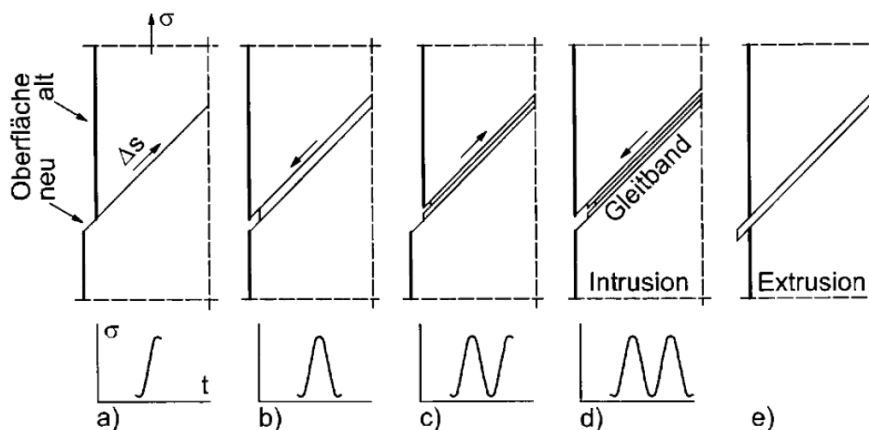 σ
Oberfläche
alt
neu
Δs
Gleitband
Intrusion
Extrusion
σ
t
a)
b)
c)
d)
e)